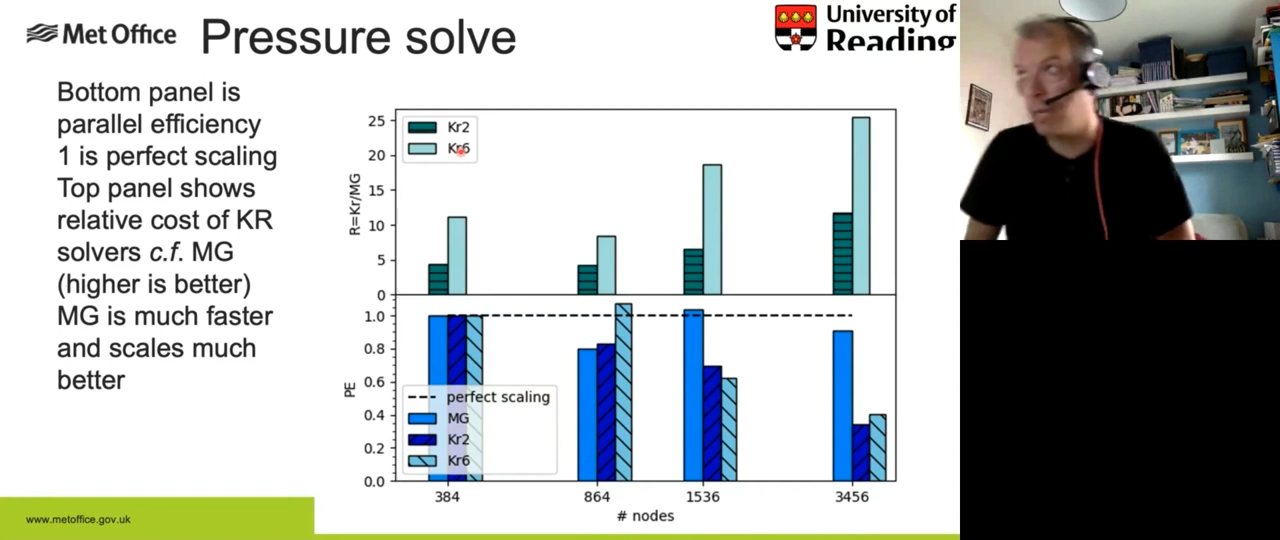 Met Office
Pressure solve
University of
Reading
Bottom panel is
parallel efficiency
1 is perfect scaling
Top panel shows
relative cost of KR
solvers c.f. MG
(higher is better)
MG is much faster
and scales much
better
Kr2
Kr6
R=Kr/MG
25
20
15
10
5
0
PE
1.0
0.8
0.6
0.4
0.2
0.0
perfect scaling
MG
Kr2
Kr6
384
864
1536
3456
# nodes
www.metoffice.gov.uk